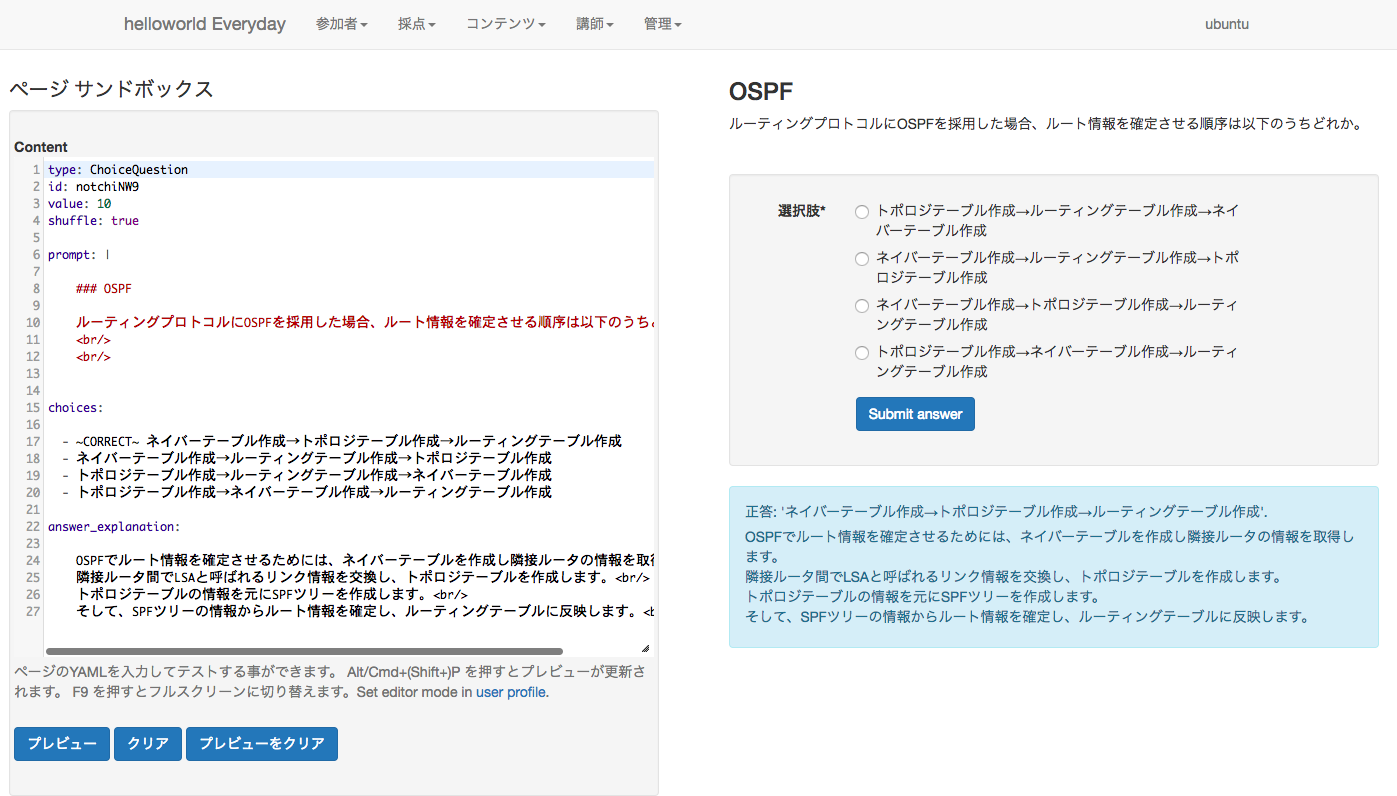 helloworld Everyday 参加者 採点 コンテンツ 講師 管理 ubuntu
ページ サンドボックス
Content
1 type: ChoiceQuestion
2 id: notchiNW9
3 value: 10
4 shuffle: true
5
6 prompt: |
7
8 ### OSPF
9
10 ルーティングプロトコルにOSPFを採用した場合、ルート情報を確定させる順序は以下のうち
11 <br/>
12 <br/>
13
14
15 choices:
16
17 - ~CORRECT~ ネイバーテーブル作成→トポロジテーブル作成→ルーティングテーブル作成
18 - ネイバーテーブル作成→ルーティングテーブル作成→トポロジテーブル作成
19 - トポロジテーブル作成→ルーティングテーブル作成→ネイバーテーブル作成
20 - トポロジテーブル作成→ネイバーテーブル作成→ルーティングテーブル作成
21
22 answer_explanation:
23
24 OSPFでルート情報を確定させるためには、ネイバーテーブルを作成し隣接ルータの情報を取
25 隣接ルータ間でLSAと呼ばれるリンク情報を交換し、トポロジテーブルを作成します。<br/>
26 トポロジテーブルの情報を元にSPFツリーを作成します。<br/>
27 そして、SPFツリーの情報からルート情報を確定し、ルーティングテーブルに反映します。<b
ページのYAMLを入力してテストする事ができます。 Alt/Cmd+(Shift+)P を押すとプレビューが更新さ
れます。 F9 を押すとフルスクリーンに切り替えます。Set editor mode in user profile.
プレビュー クリア プレビューをクリア
OSPF
ルーティングプロトコルにOSPFを採用した場合、ルート情報を確定させる順序は以下のうちどれか。
選択肢* トポロジテーブル作成→ルーティングテーブル作成→ネイ
バーテーブル作成
ネイバーテーブル作成→ルーティングテーブル作成→トポ
ロジテーブル作成
ネイバーテーブル作成→トポロジテーブル作成→ルーティ
ングテーブル作成
トポロジテーブル作成→ネイバーテーブル作成→ルーティ
ングテーブル作成
Submit answer
正答: 'ネイバーテーブル作成→トポロジテーブル作成→ルーティングテーブル作成'.
OSPFでルート情報を確定させるためには、ネイバーテーブルを作成し隣接ルータの情報を取得し
ます。
隣接ルータ間でLSAと呼ばれるリンク情報を交換し、トポロジテーブルを作成します。
トポロジテーブルの情報を元にSPFツリーを作成します。
そして、SPFツリーの情報からルート情報を確定し、ルーティングテーブルに反映します。